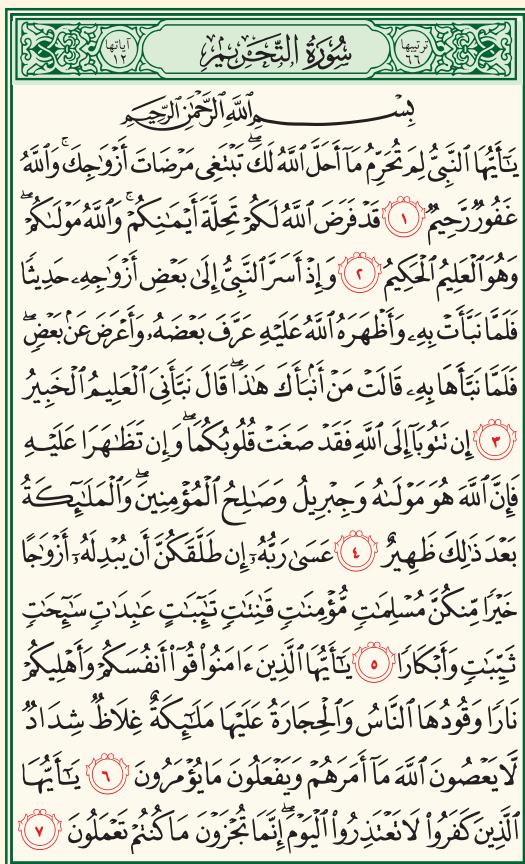 ترتيبها ٦٦ سُورَةُ التَّحۡرِيمِ آياتها ١٢
بِسۡمِ ٱللَّهِ ٱلرَّحۡمَٰنِ ٱلرَّحِيمِ
يَٰٓأَيُّهَا ٱلنَّبِيُّ لِمَ تُحَرِّمُ مَآ أَحَلَّ ٱللَّهُ لَكَۖ تَبۡتَغِي مَرۡضَاتَ أَزۡوَٰجِكَۚ وَٱللَّهُ
غَفُورٞ رَّحِيمٞ ١ قَدۡ فَرَضَ ٱللَّهُ لَكُمۡ تَحِلَّةَ أَيۡمَٰنِكُمۡۚ وَٱللَّهُ مَوۡلَىٰكُمۡۖ
وَهُوَ ٱلۡعَلِيمُ ٱلۡحَكِيمُ ٢ وَإِذۡ أَسَرَّ ٱلنَّبِيُّ إِلَىٰ بَعۡضِ أَزۡوَٰجِهِۦ حَدِيثٗا
فَلَمَّا نَبَّأَتۡ بِهِۦ وَأَظۡهَرَهُ ٱللَّهُ عَلَيۡهِ عَرَّفَ بَعۡضَهُۥ وَأَعۡرَضَ عَنۢ بَعۡضٖۖ
فَلَمَّا نَبَّأَهَا بِهِۦ قَالَتۡ مَنۡ أَنۢبَأَكَ هَٰذَاۖ قَالَ نَبَّأَنِيَ ٱلۡعَلِيمُ ٱلۡخَبِيرُ
٣ إِن تَتُوبَآ إِلَى ٱللَّهِ فَقَدۡ صَغَتۡ قُلُوبُكُمَاۖ وَإِن تَظَٰهَرَا عَلَيۡهِ
فَإِنَّ ٱللَّهَ هُوَ مَوۡلَىٰهُ وَجِبۡرِيلُ وَصَٰلِحُ ٱلۡمُؤۡمِنِينَۖ وَٱلۡمَلَٰٓئِكَةُ
بَعۡدَ ذَٰلِكَ ظَهِيرٌ ٤ عَسَىٰ رَبُّهُۥٓ إِن طَلَّقَكُنَّ أَن يُبۡدِلَهُۥٓ أَزۡوَٰجًا
خَيۡرٗا مِّنكُنَّ مُسۡلِمَٰتٖ مُّؤۡمِنَٰتٖ قَٰنِتَٰتٖ تَٰٓئِبَٰتٍ عَٰبِدَٰتٖ سَٰٓئِحَٰتٖ
ثَيِّبَٰتٖ وَأَبۡكَارٗا ٥ يَٰٓأَيُّهَا ٱلَّذِينَ ءَامَنُواْ قُوٓاْ أَنفُسَكُمۡ وَأَهۡلِيكُمۡ
نَارٗا وَقُودُهَا ٱلنَّاسُ وَٱلۡحِجَارَةُ عَلَيۡهَا مَلَٰٓئِكَةٌ غِلَاظٞ شِدَادٞ
لَّا يَعۡصُونَ ٱللَّهَ مَآ أَمَرَهُمۡ وَيَفۡعَلُونَ مَا يُؤۡمَرُونَ ٦ يَٰٓأَيُّهَا
ٱلَّذِينَ كَفَرُواْ لَا تَعۡتَذِرُواْ ٱلۡيَوۡمَۖ إِنَّمَا تُجۡزَوۡنَ مَا كُنتُمۡ تَعۡمَلُونَ ٧